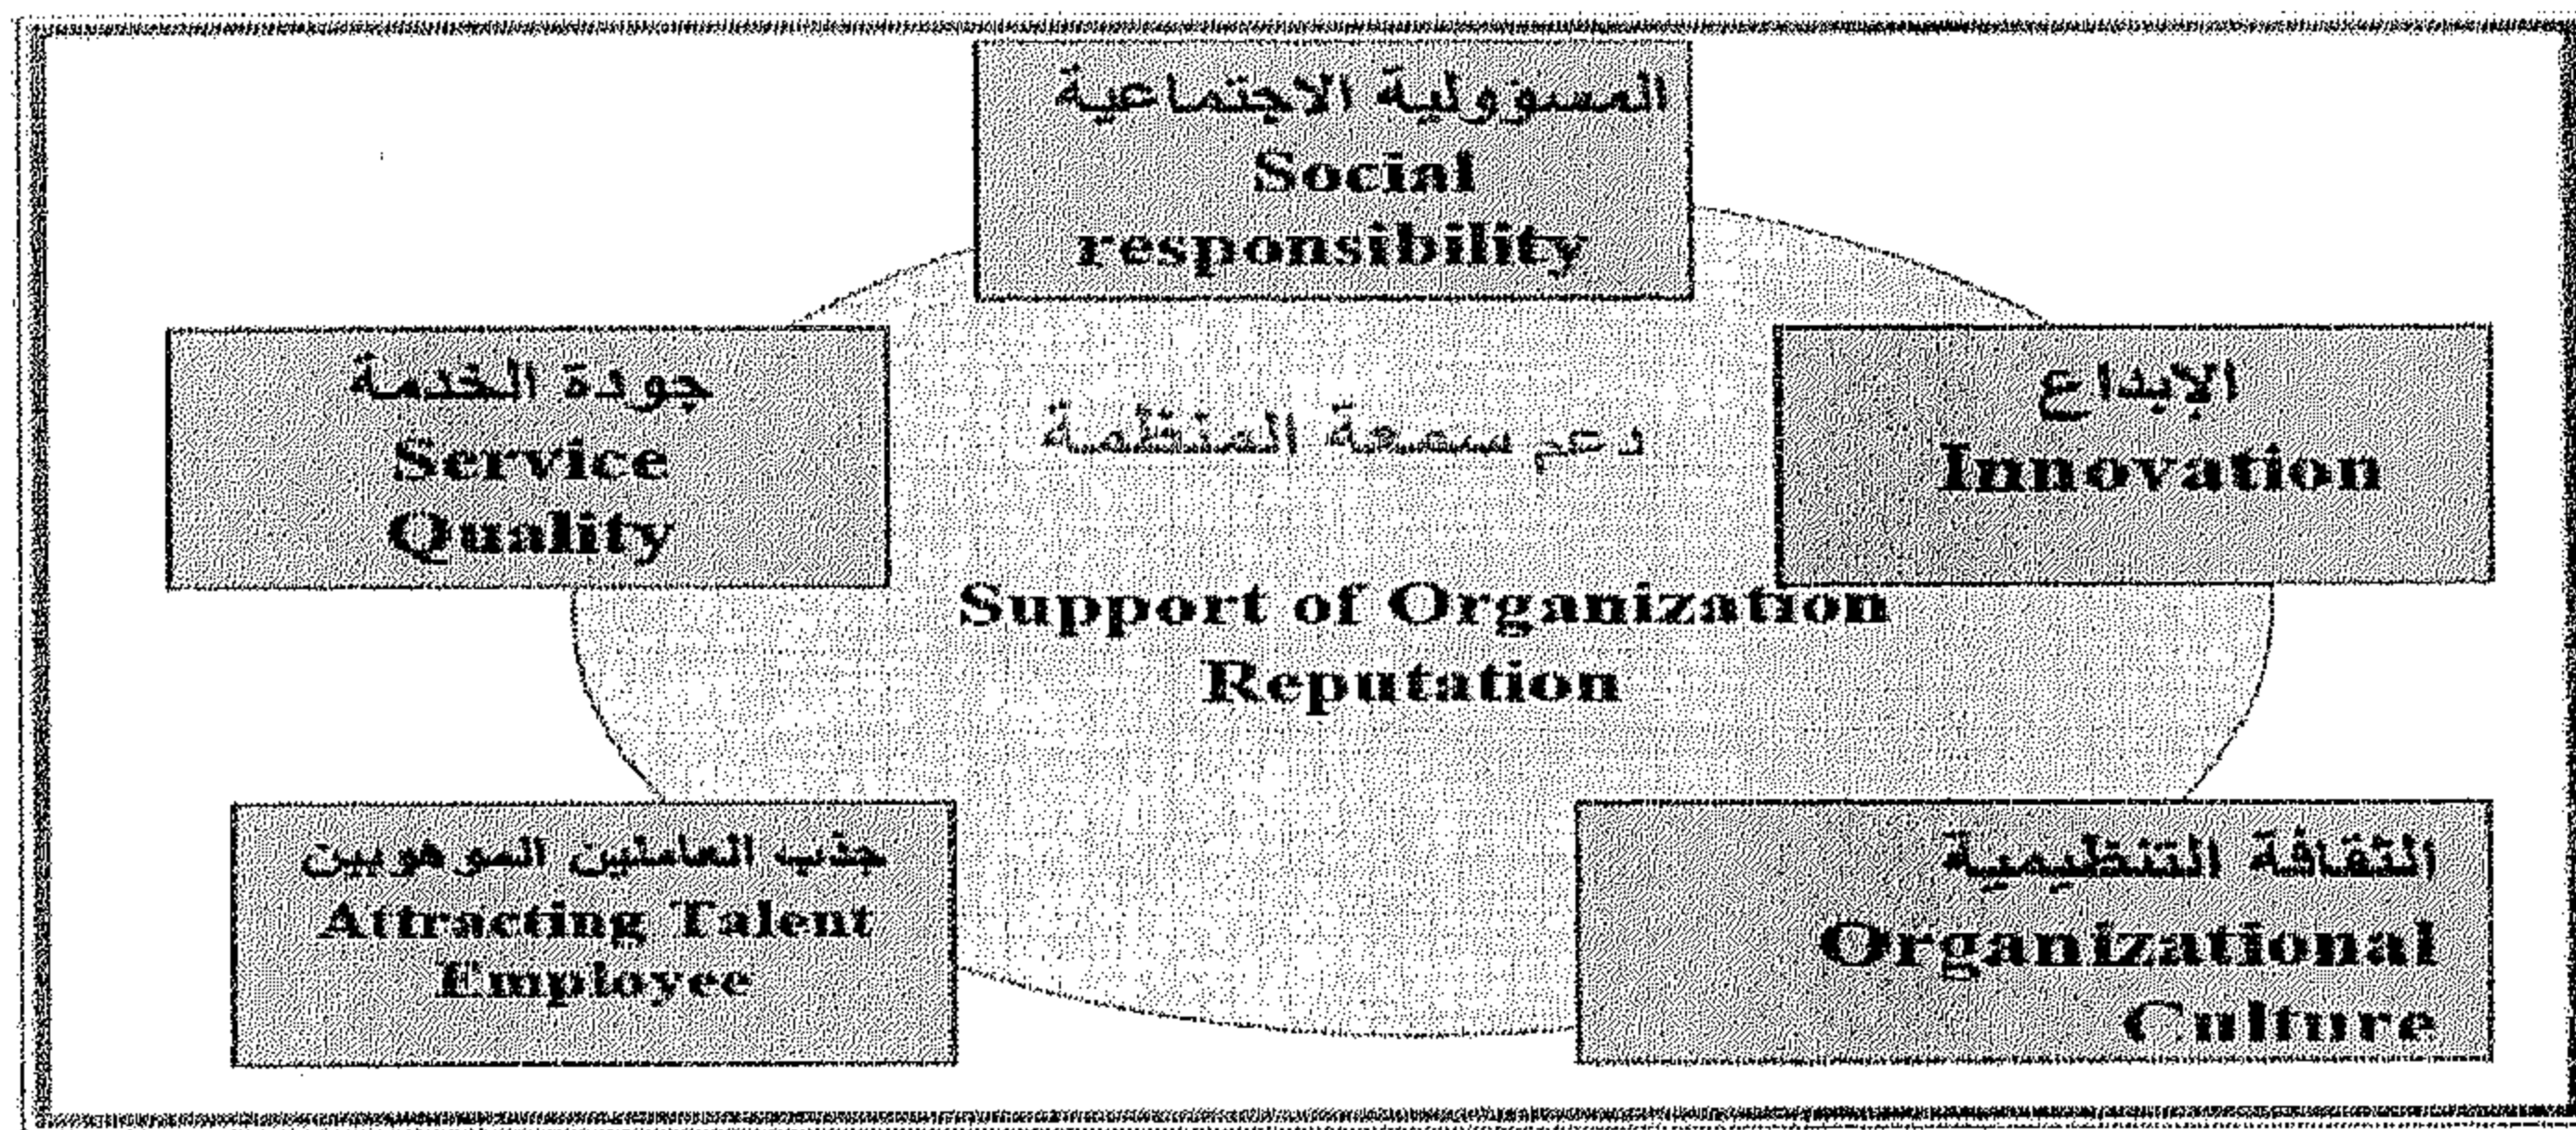 المسؤولية الاجتماعية
Social
responsibility
جودة الخدمة
Service
Quality
الإبداع
Innovation
دعم سمعة المنظمة
Support of Organization
Reputation
جذب العاملين الموهوبين
Attracting Talent
Employee
الثقافة التنظيمية
Organizational
Culture